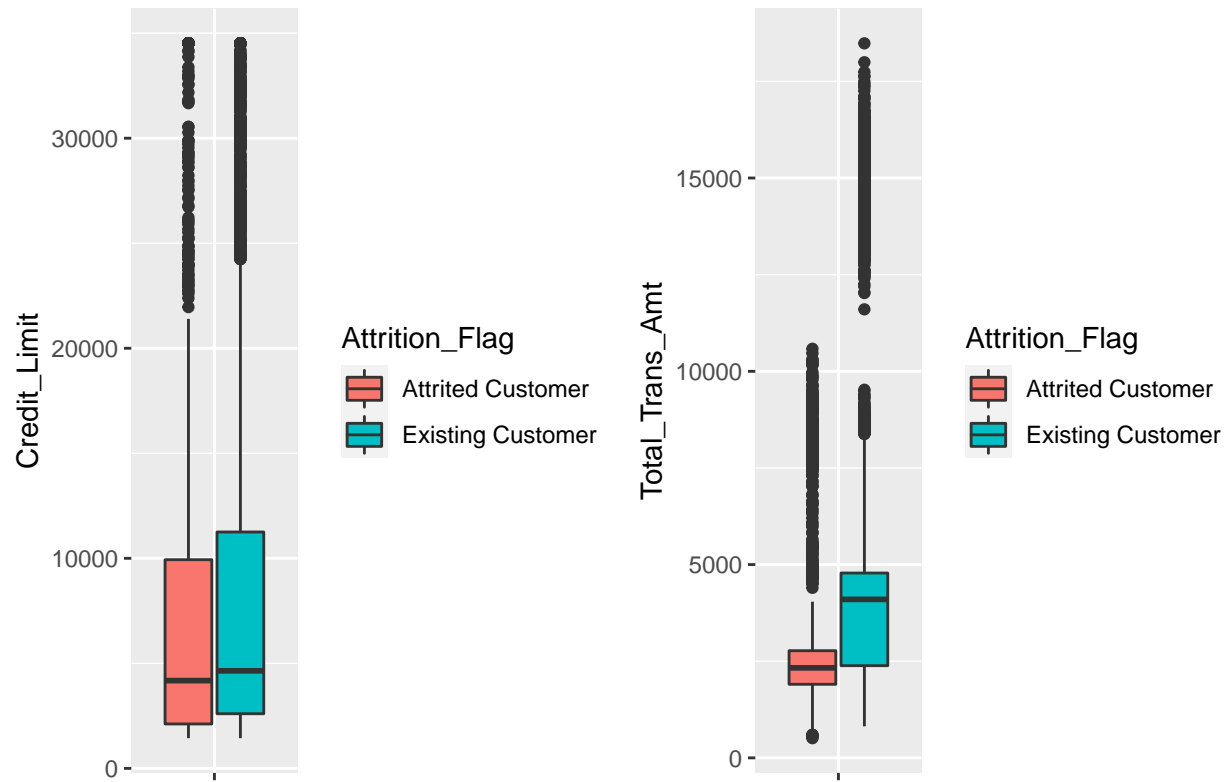 Credit_Limit
30000
20000
10000
0
Attrition_Flag
Attrited Customer
Existing Customer
Total_Trans_Amt
15000
10000
5000
0
Attrition_Flag
Attrited Customer
Existing Customer